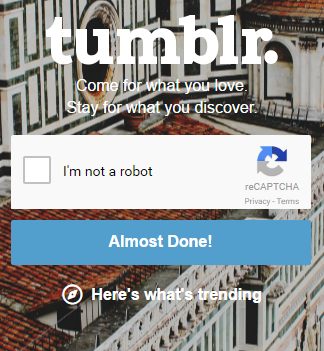 tumblr.
Come for what you love.
Stay for what you discover.
I'm not a robot
reCAPTCHA
Privacy - Terms
Almost Done!
Here's what's trending